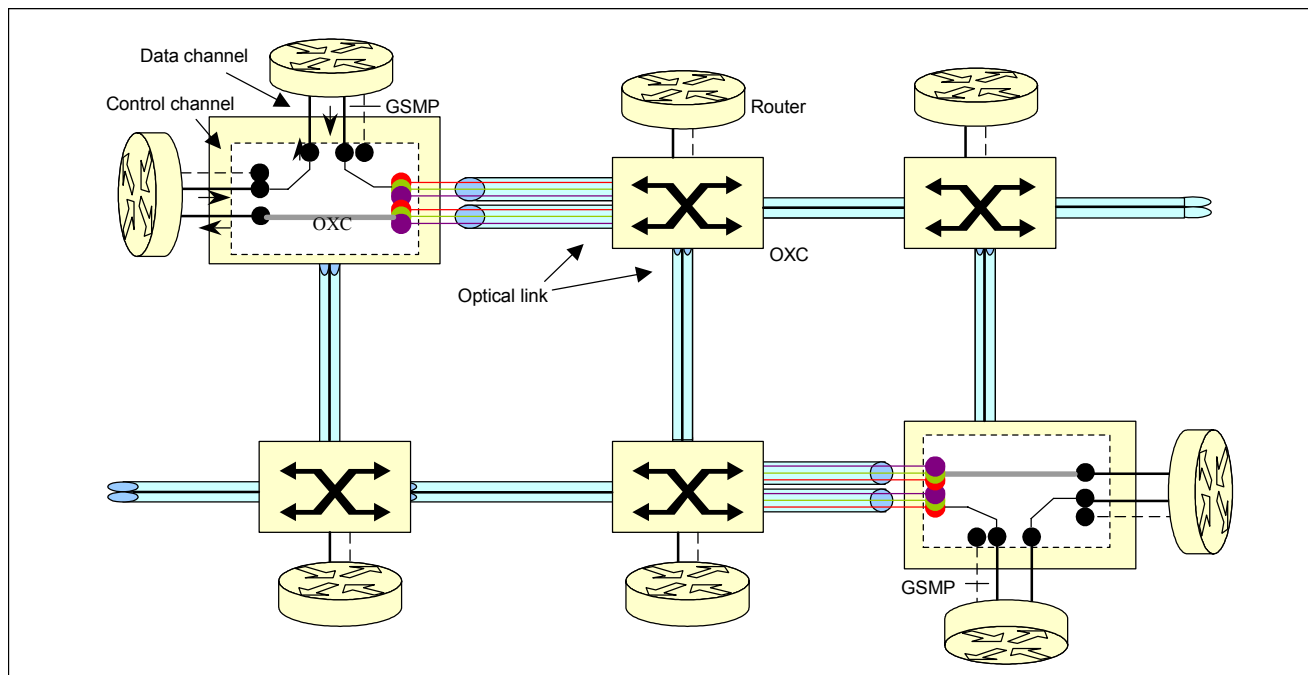 Data channel
Control channel
GSMP
Router
OXC
OXC
Optical link
GSMP